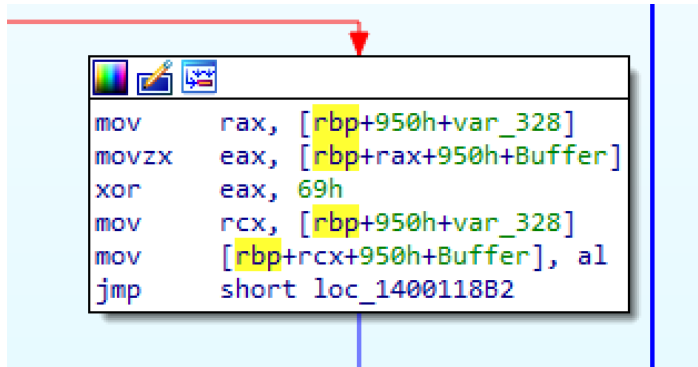 mov rax, [rbp+950h+var_328]
movzx eax, [rbp+rax+950h+Buffer]
xor eax, 69h
mov rcx, [rbp+950h+var_328]
mov [rbp+rcx+950h+Buffer], al
jmp short loc_1400118B2